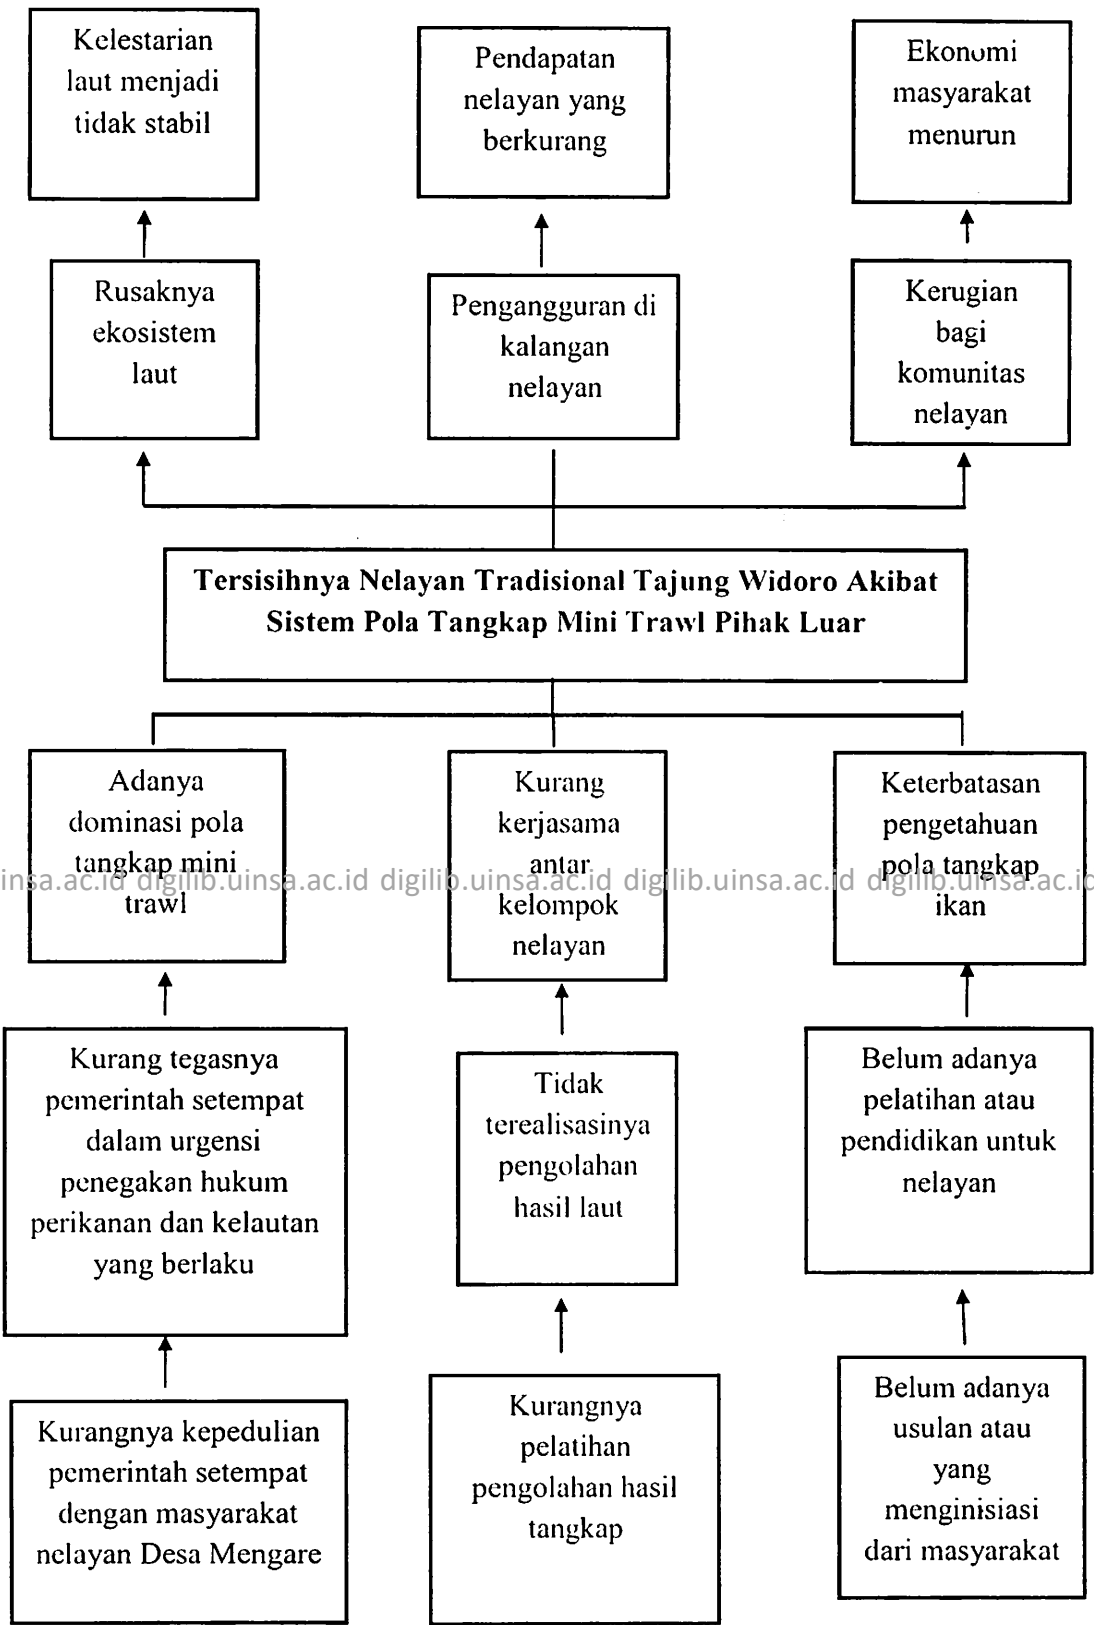 Kelestarian
laut menjadi
tidak stabil
Pendapatan
nelayan yang
berkurang
Ekonomi
masyarakat
menurun
Rusaknya
ekosistem
laut
Pengangguran di
kalangan
nelayan
Kerugian
bagi
komunitas
nelayan
Tersisihnya Nelayan Tradisional Tajung Widoro Akibat
Sistem Pola Tangkap Mini Trawl Pihak Luar
Adanya
dominasi pola
tangkap mini
trawl
Kurang
kerjasama
antar
kelompok
nelayan
Keterbatasan
pengetahuan
pola tangkap
ikan
insa.ac.id digilib.uinsa.ac.id digilib.uinsa.ac.id digilib.uinsa.ac.id digilib.uinsa.ac.id
Kurang tegasnya
pemerintah setempat
dalam urgensi
penegakan hukum
perikanan dan kelautan
yang berlaku
Tidak
terealisasinya
pengolahan
hasil laut
Belum adanya
pelatihan atau
pendidikan untuk
nelayan
Kurangnya kepedulian
pemerintah setempat
dengan masyarakat
nelayan Desa Mengare
Kurangnya
pelatihan
pengolahan hasil
tangkap
Belum adanya
usulan atau
yang
menginisiasi
dari masyarakat